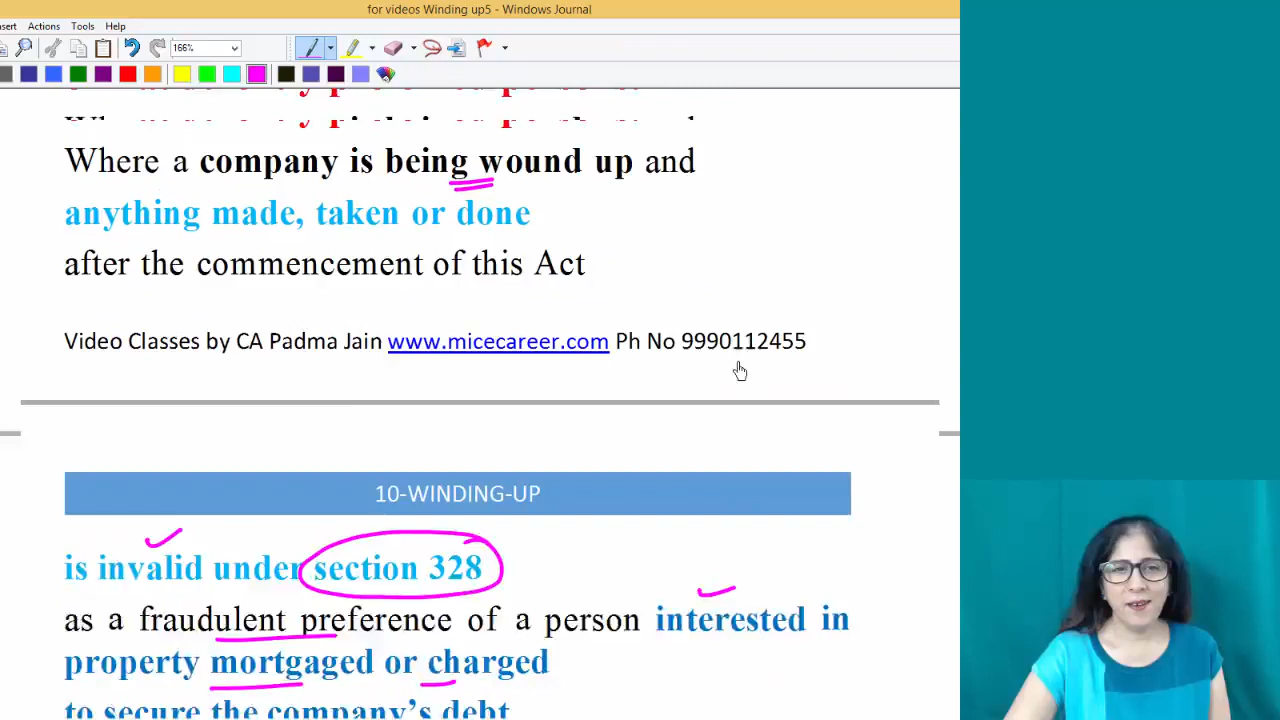 for videos Winding up5 - Windows Journal
nsert Actions Tools Help
166%
Where a company is being wound up and
anything made, taken or done
after the commencement of this Act
Video Classes by CA Padma Jain www.micecareer.com Ph No 9990112455
10-WINDING-UP
is invalid under section 328
as a fraudulent preference of a person interested in
property mortgaged or charged
to secure the company's debt